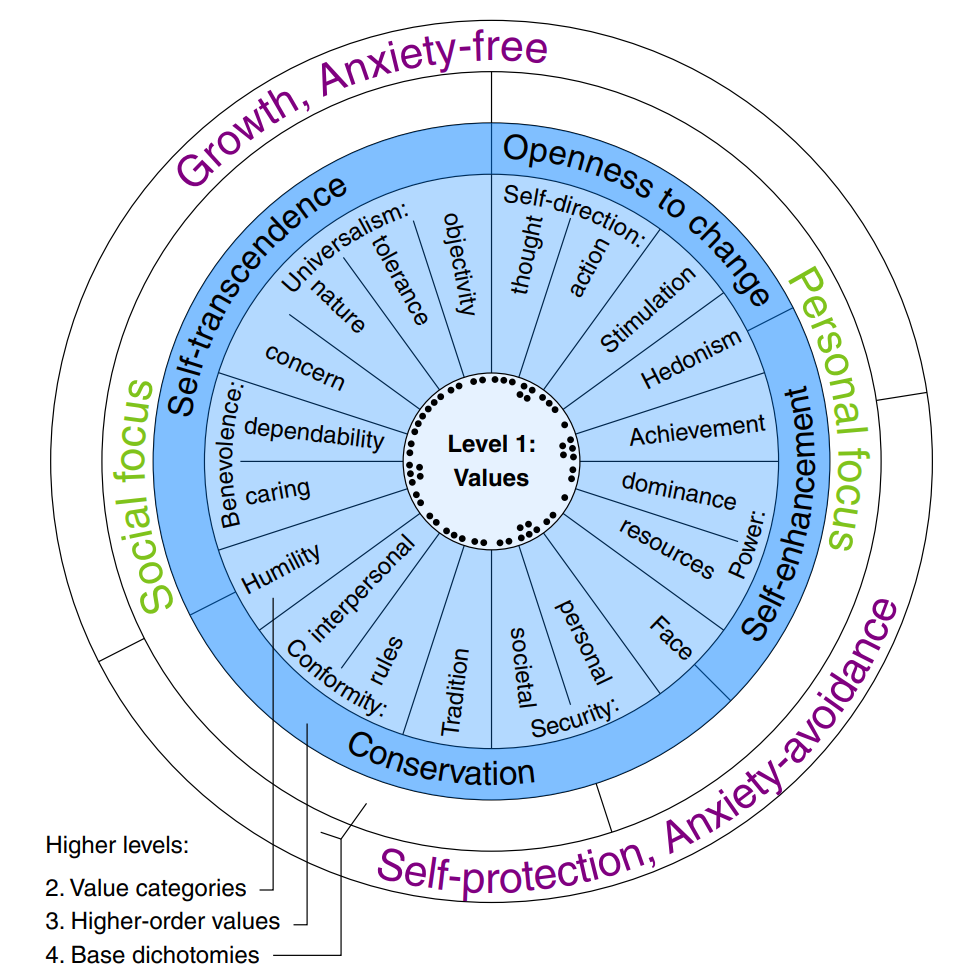 Growth, Anxiety-free
Openness to change
Self-transcendence
Personal focus
Social focus
Self-enhancement
Conservation
Self-protection, Anxiety-avoidance
Self-direction:
thought
action
Stimulation
Hedonism
Achievement
Power:
dominance
resources
Face
Security:
personal
societal
Tradition
Conformity:
rules
interpersonal
Humility
Benevolence:
caring
dependability
Universalism:
concern
nature
tolerance
objectivity
Level 1:
Values
Higher levels:
2. Value categories
3. Higher-order values
4. Base dichotomies